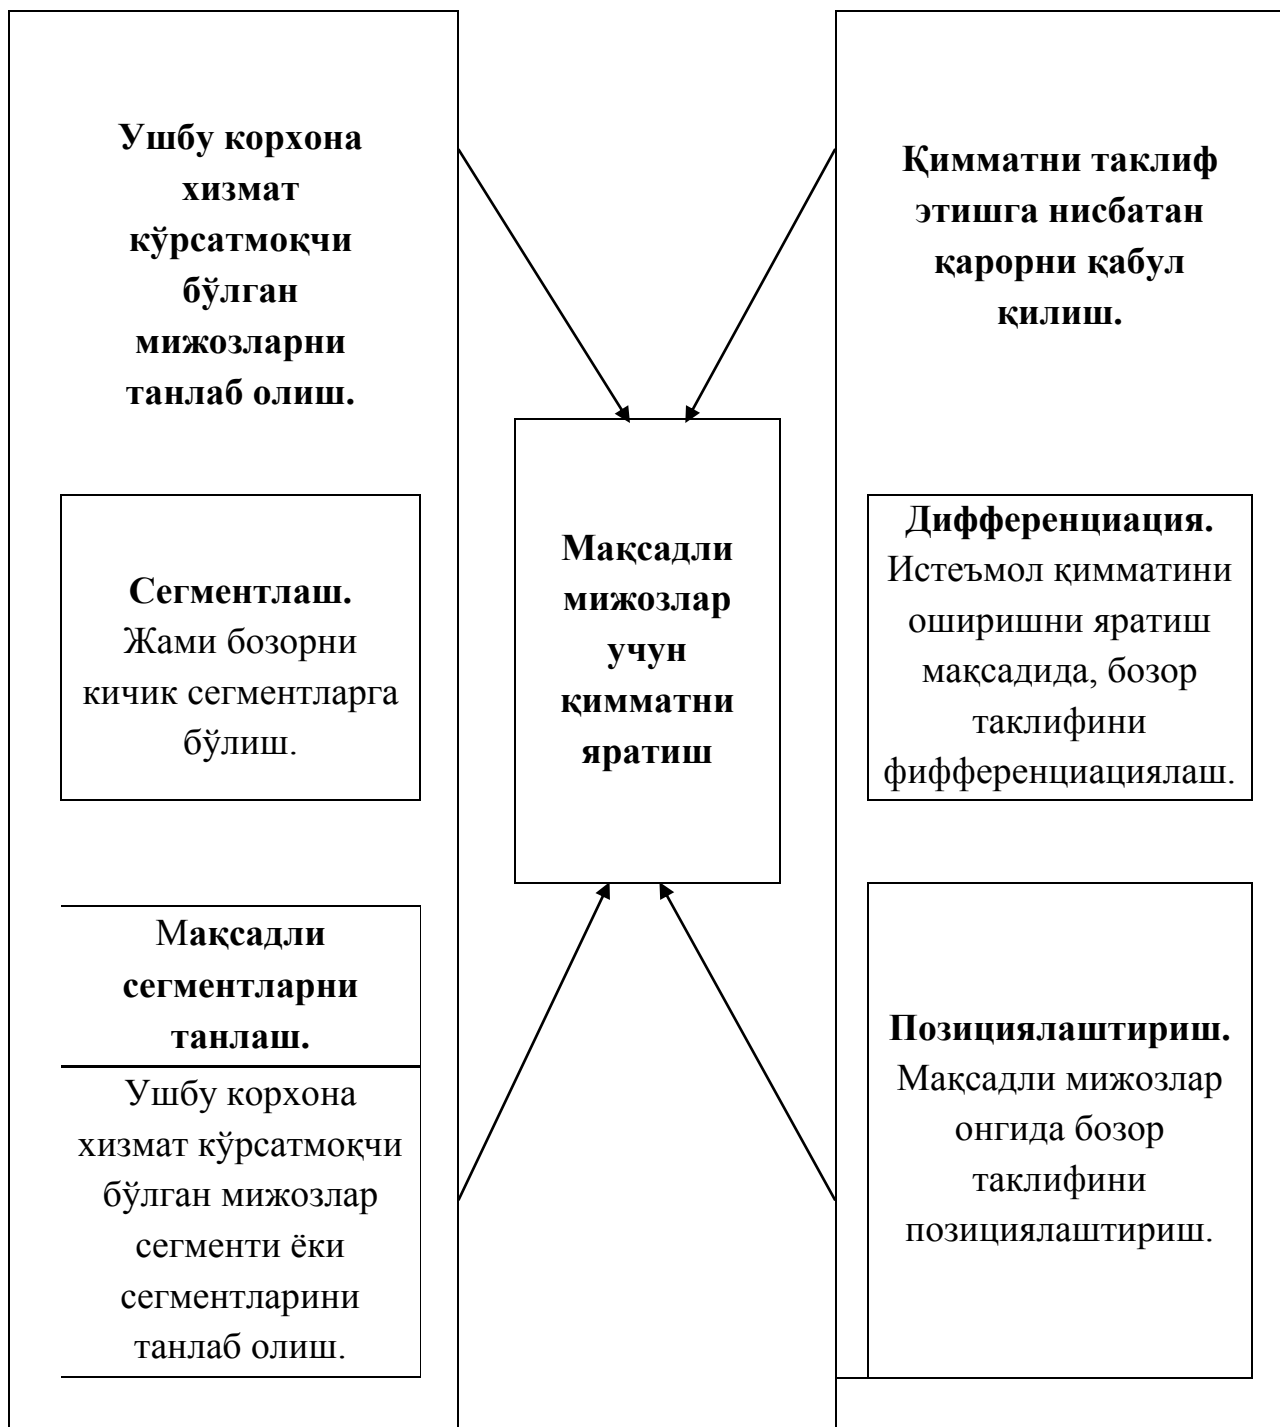 Ушбу корхона
хизмат
кўрсатмоқчи
бўлган
мижозларни
танлаб олиш.
Сегментлаш.
Жами бозорни
кичик сегментларга
бўлиш.
Мақсадли
сегментларни
танлаш.
Ушбу корхона
хизмат кўрсатмоқчи
бўлган мижозлар
сегменти ёки
сегментларини
танлаб олиш.
Мақсадли
мижозлар
учун
қимматни
яратиш
Қимматни таклиф
этишга нисбатан
қарорни қабул
қилиш.
Дифференциация.
Истеъмол қимматини
оширишни яратиш
мақсадида, бозор
таклифини
фифференциациялаш.
Позициялаштириш.
Мақсадли мижозлар
онгида бозор
таклифини
позициялаштириш.